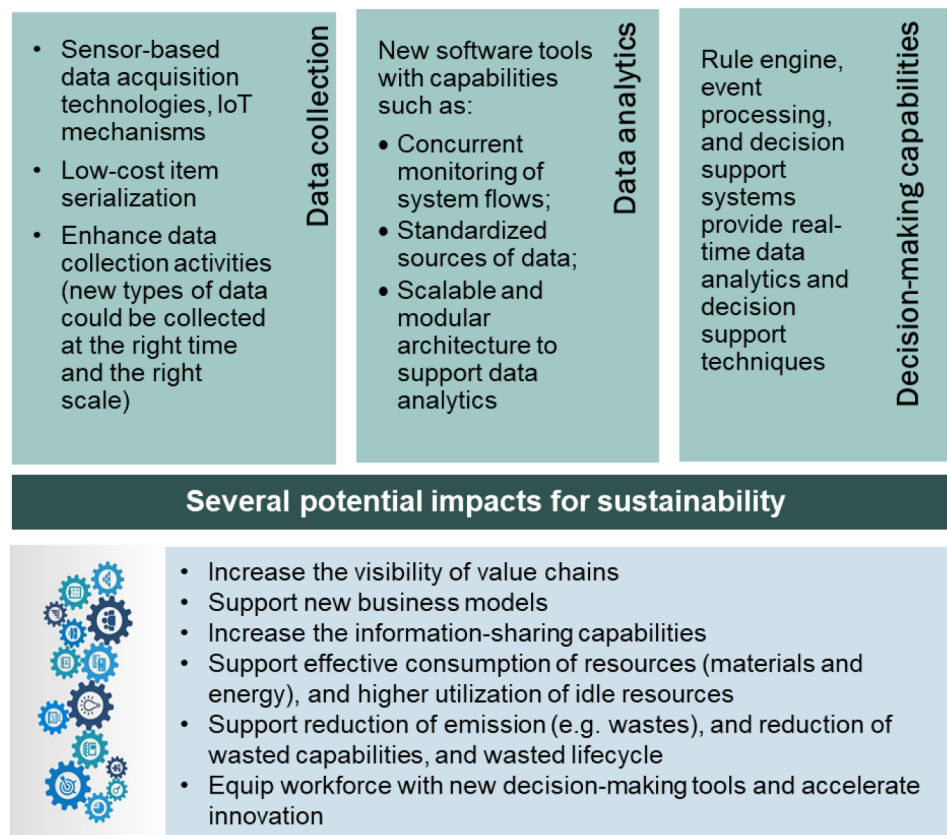 • Sensor-based
data acquisition
technologies, IoT
mechanisms
• Low-cost item
serialization
• Enhance data
collection activities
(new types of data
could be collected
at the right time
and the right
scale)
Data collection
New software tools
with capabilities
such as:
• Concurrent
monitoring of
system flows;
• Standardized
sources of data;
• Scalable and
modular
architecture to
support data
analytics
Data analytics
Rule engine,
event
processing,
and decision
support
systems
provide real-
time data
analytics and
decision
support
techniques
Decision-making capabilities
Several potential impacts for sustainability
• Increase the visibility of value chains
• Support new business models
• Increase the information-sharing capabilities
• Support effective consumption of resources (materials and
energy), and higher utilization of idle resources
• Support reduction of emission (e.g. wastes), and reduction of
wasted capabilities, and wasted lifecycle
• Equip workforce with new decision-making tools and accelerate
innovation